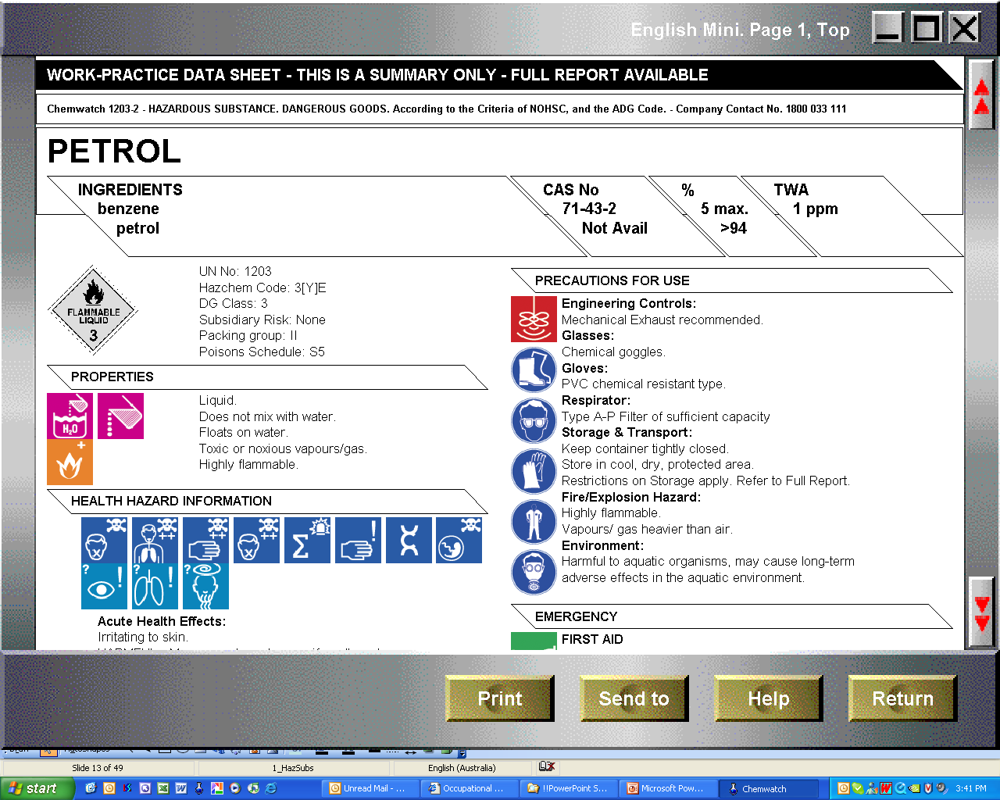 English Mini. Page 1, Top
WORK-PRACTICE DATA SHEET - THIS IS A SUMMARY ONLY - FULL REPORT AVAILABLE
Chemwatch 1203-2 - HAZARDOUS SUBSTANCE. DANGEROUS GOODS. According to the Criteria of NOHSC, and the ADG Code. - Company Contact No. 1800 033 111
PETROL
INGREDIENTS CAS No % TWA
benzene 71-43-2 5 max. 1 ppm
petrol Not Avail >94
FLAMMABLE
LIQUID
3
UN No: 1203
Hazchem Code: 3[Y]E
DG Class: 3
Subsidiary Risk: None
Packing group: II
Poisons Schedule: S5
PROPERTIES
H₂O
Liquid.
Does not mix with water.
Floats on water.
Toxic or noxious vapours/gas.
Highly flammable.
HEALTH HAZARD INFORMATION
Acute Health Effects:
Irritating to skin.
PRECAUTIONS FOR USE
Engineering Controls:
Mechanical Exhaust recommended.
Glasses:
Chemical goggles.
Gloves:
PVC chemical resistant type.
Respirator:
Type A-P Filter of sufficient capacity
Storage & Transport:
Keep container tightly closed.
Store in cool, dry, protected area.
Restrictions on Storage apply. Refer to Full Report.
Fire/Explosion Hazard:
Highly flammable.
Vapours/ gas heavier than air.
Environment:
Harmful to aquatic organisms, may cause long-term
adverse effects in the aquatic environment.
EMERGENCY
FIRST AID
Print Send to Help Return
Slide 13 of 49 1_HazSubs English (Australia)
start Unread Mail - ... Occupational ... !!PowerPoint S... Microsoft Pow... Chemwatch 3:41 PM